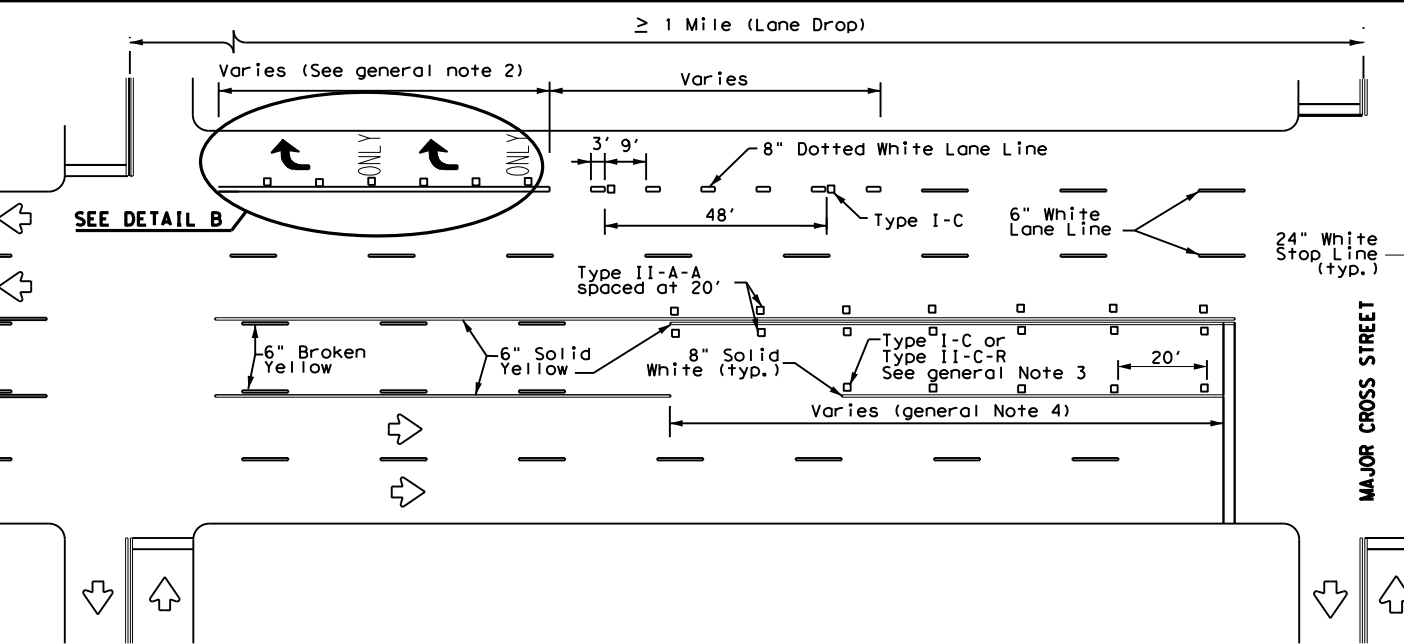 ≥ 1 Mile (Lane Drop)
Varies (See general note 2)
Varies
ONLY
ONLY
3' 9'
8" Dotted White Lane Line
SEE DETAIL B
48'
Type I-C
6" White
Lane Line
24" White
Stop Line
(typ.)
Type II-A-A
spaced at 20'
6" Broken
Yellow
6" Solid
Yellow
8" Solid
White (typ.)
Type I-C or
Type II-C-R
See general Note 3
20'
Varies (general Note 4)
MAJOR CROSS STREET